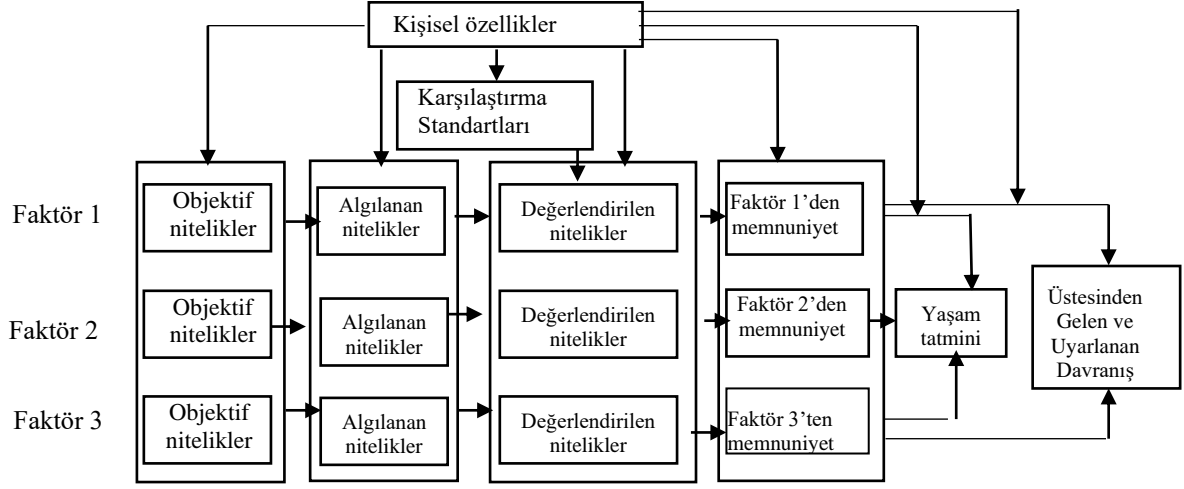 Kişisel özellikler
Karşılaştırma
Standartları
Faktör 1
Objektif
nitelikler
Algılanan
nitelikler
Değerlendirilen
nitelikler
Faktör 1’den
memnuniyet
Faktör 2
Objektif
nitelikler
Algılanan
nitelikler
Değerlendirilen
nitelikler
Faktör 2’den
memnuniyet
Yaşam
tatmini
Üstesinden
Gelen ve
Uyarlanan
Davranış
Faktör 3
Objektif
nitelikler
Algılanan
nitelikler
Değerlendirilen
nitelikler
Faktör 3’ten
memnuniyet